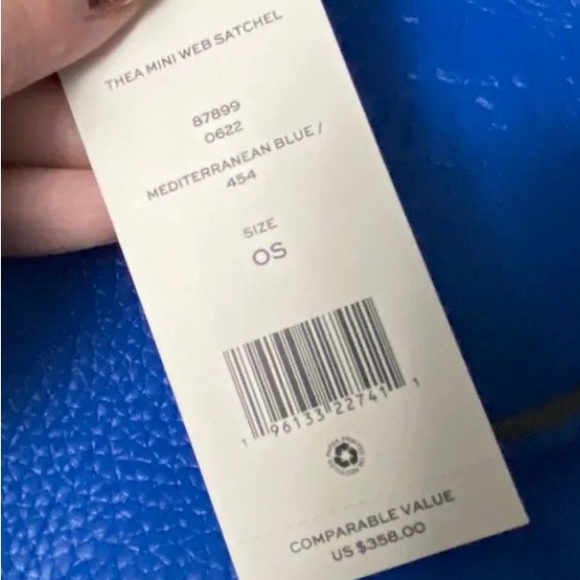 THEA MINI WEB SATCHEL
87899
0622
MEDITERRANEAN BLUE /
454
SIZE
OS
1 96133 22741 1
COMPARABLE VALUE
US $358.00